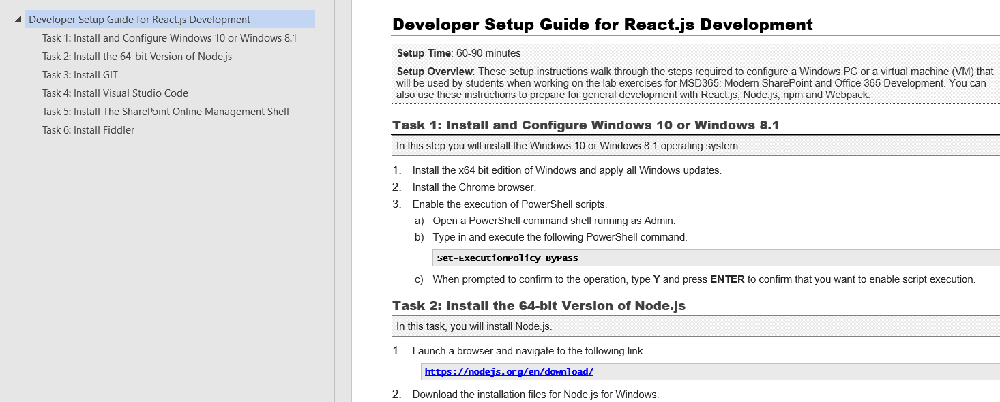 Developer Setup Guide for React.js Development
Task 1: Install and Configure Windows 10 or Windows 8.1
Task 2: Install the 64-bit Version of Node.js
Task 3: Install GIT
Task 4: Install Visual Studio Code
Task 5: Install The SharePoint Online Management Shell
Task 6: Install Fiddler
Developer Setup Guide for React.js Development
Setup Time: 60-90 minutes
Setup Overview: These setup instructions walk through the steps required to configure a Windows PC or a virtual machine (VM) that
will be used by students when working on the lab exercises for MSD365: Modern SharePoint and Office 365 Development. You can
also use these instructions to prepare for general development with React.js, Node.js, npm and Webpack.
Task 1: Install and Configure Windows 10 or Windows 8.1
In this step you will install the Windows 10 or Windows 8.1 operating system.
1. Install the x64 bit edition of Windows and apply all Windows updates.
2. Install the Chrome browser.
3. Enable the execution of PowerShell scripts.
a) Open a PowerShell command shell running as Admin.
b) Type in and execute the following PowerShell command.
Set-ExecutionPolicy ByPass
c) When prompted to confirm to the operation, type Y and press ENTER to confirm that you want to enable script execution.
Task 2: Install the 64-bit Version of Node.js
In this task, you will install Node.js.
1. Launch a browser and navigate to the following link.
https://nodejs.org/en/download/
2. Download the installation files for Node.js for Windows.